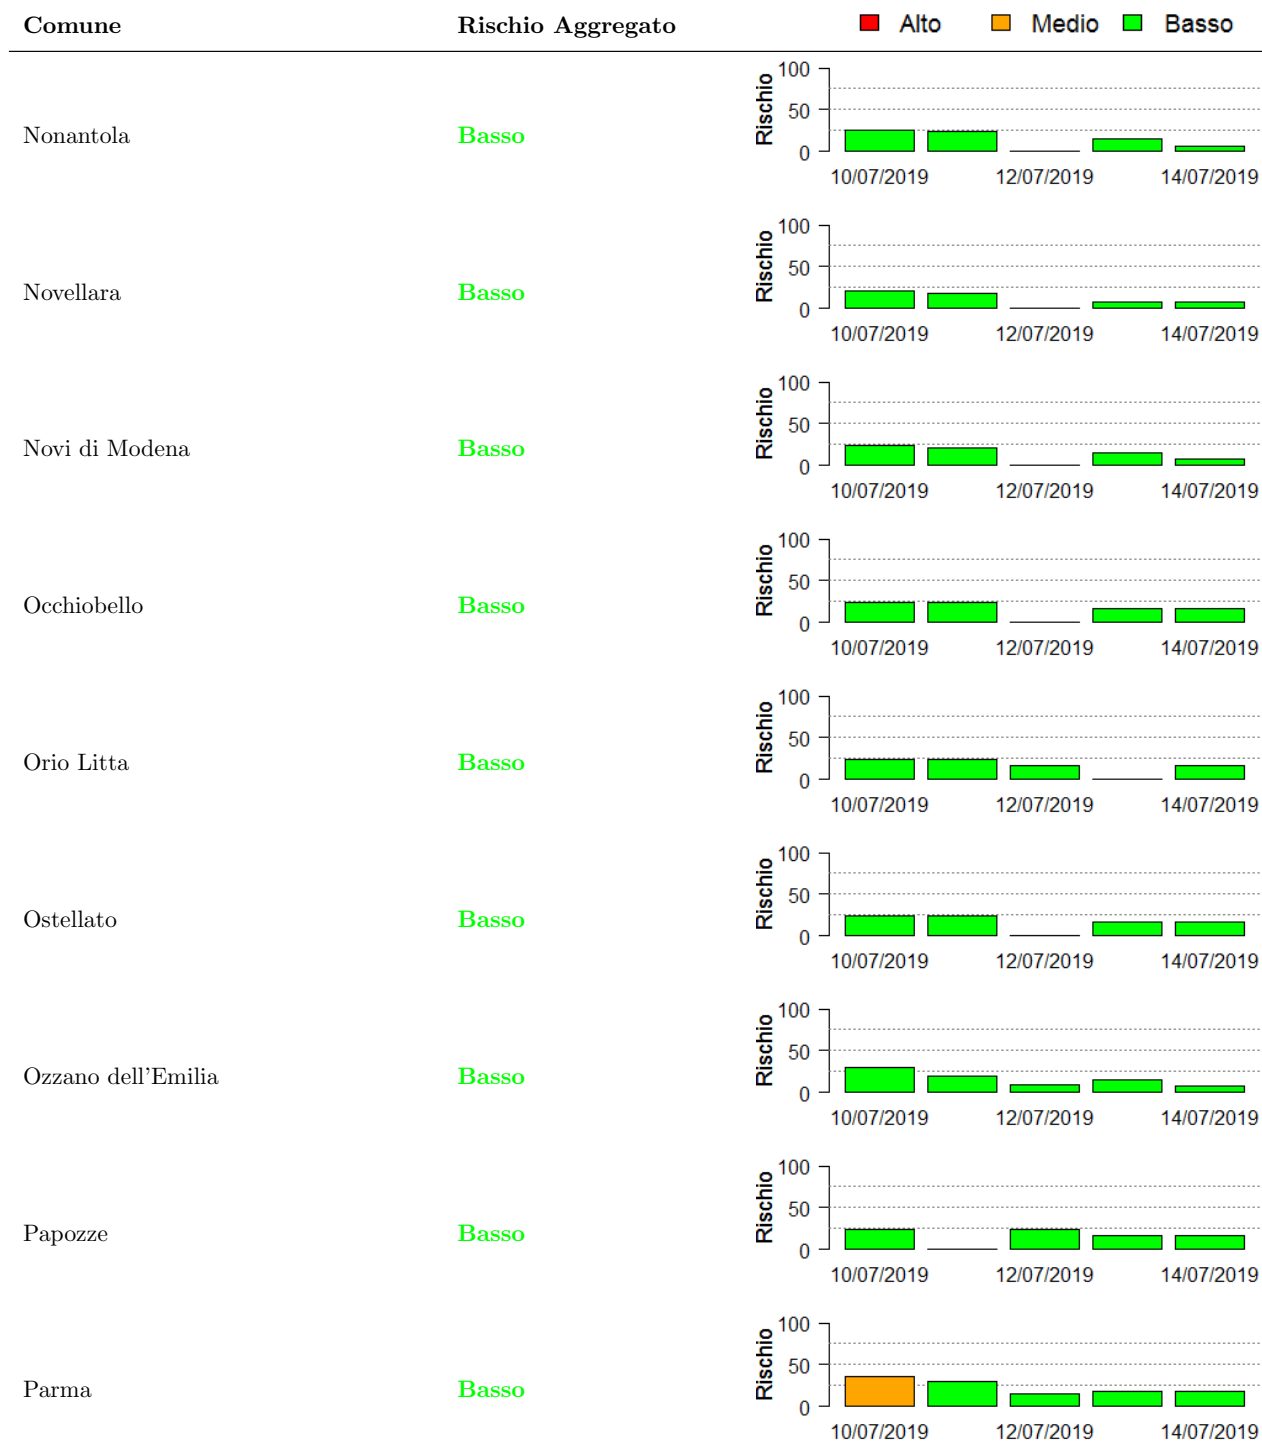 Comune Rischio Aggregato Alto Medio Basso
Nonantola Basso Rischio 100 50 0
10/07/2019 12/07/2019 14/07/2019
Novellara Basso Rischio 100 50 0
10/07/2019 12/07/2019 14/07/2019
Novi di Modena Basso Rischio 100 50 0
10/07/2019 12/07/2019 14/07/2019
Occhiobello Basso Rischio 100 50 0
10/07/2019 12/07/2019 14/07/2019
Orio Litta Basso Rischio 100 50 0
10/07/2019 12/07/2019 14/07/2019
Ostellato Basso Rischio 100 50 0
10/07/2019 12/07/2019 14/07/2019
Ozzano dell'Emilia Basso Rischio 100 50 0
10/07/2019 12/07/2019 14/07/2019
Papozze Basso Rischio 100 50 0
10/07/2019 12/07/2019 14/07/2019
Parma Basso Rischio 100 50 0
10/07/2019 12/07/2019 14/07/2019